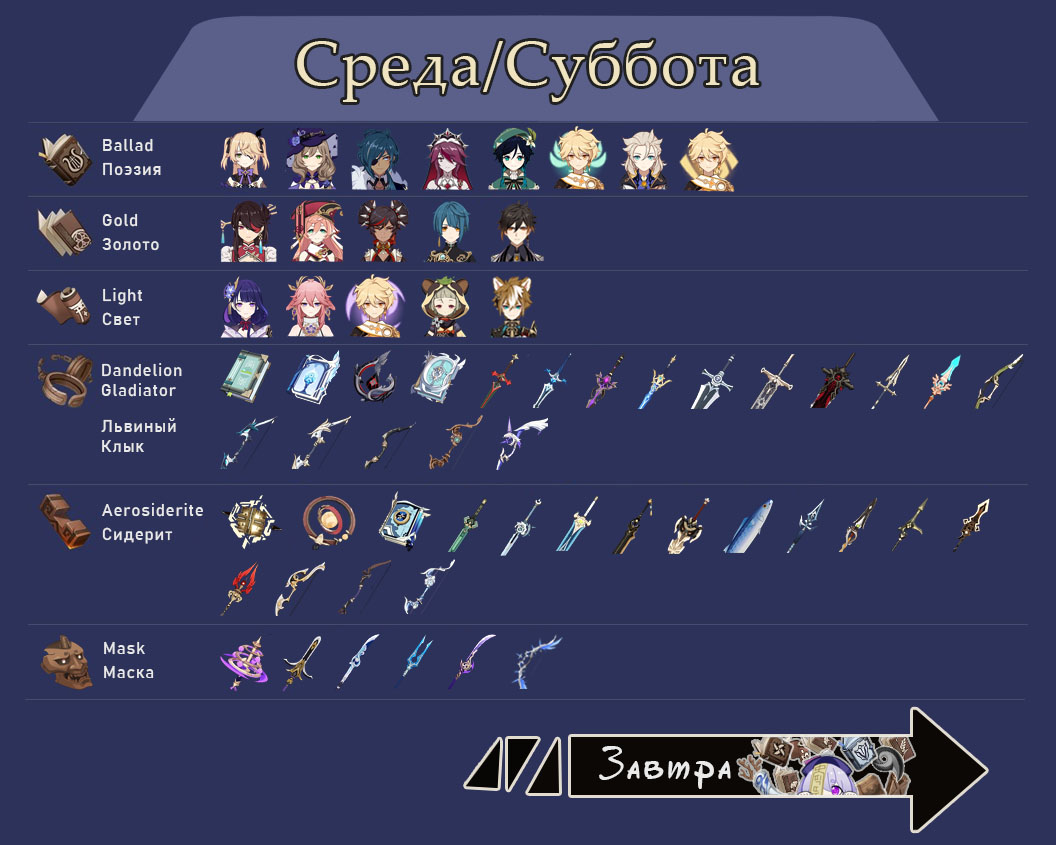 Среда/Суббота
Ballad
Поэзия
Gold
Золото
Light
Свет
Dandelion
Gladiator
Львиный
Клык
Aerosiderite
Сидерит
Mask
Маска
Завтра